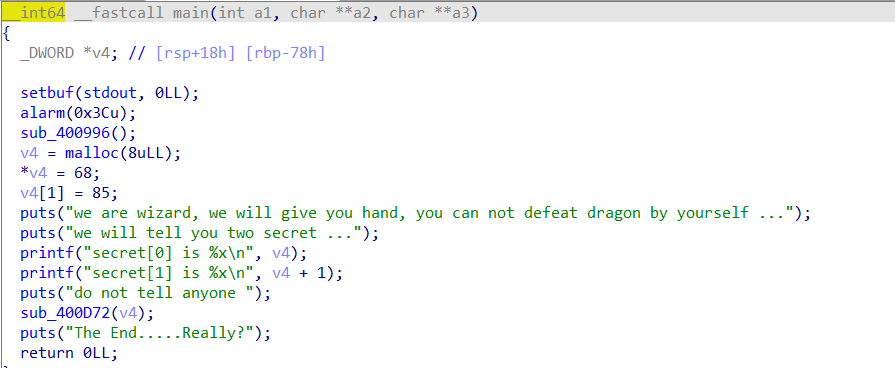 __int64 __fastcall main(int a1, char **a2, char **a3)
{
  _DWORD *v4; // [rsp+18h] [rbp-78h]

  setbuf(stdout, 0LL);
  alarm(0x3Cu);
  sub_400996();
  v4 = malloc(8uLL);
  *v4 = 68;
  v4[1] = 85;
  puts("we are wizard, we will give you hand, you can not defeat dragon by yourself ...");
  puts("we will tell you two secret ...");
  printf("secret[0] is %x\n", v4);
  printf("secret[1] is %x\n", v4 + 1);
  puts("do not tell anyone ");
  sub_400D72(v4);
  puts("The End.....Really?");
  return 0LL;